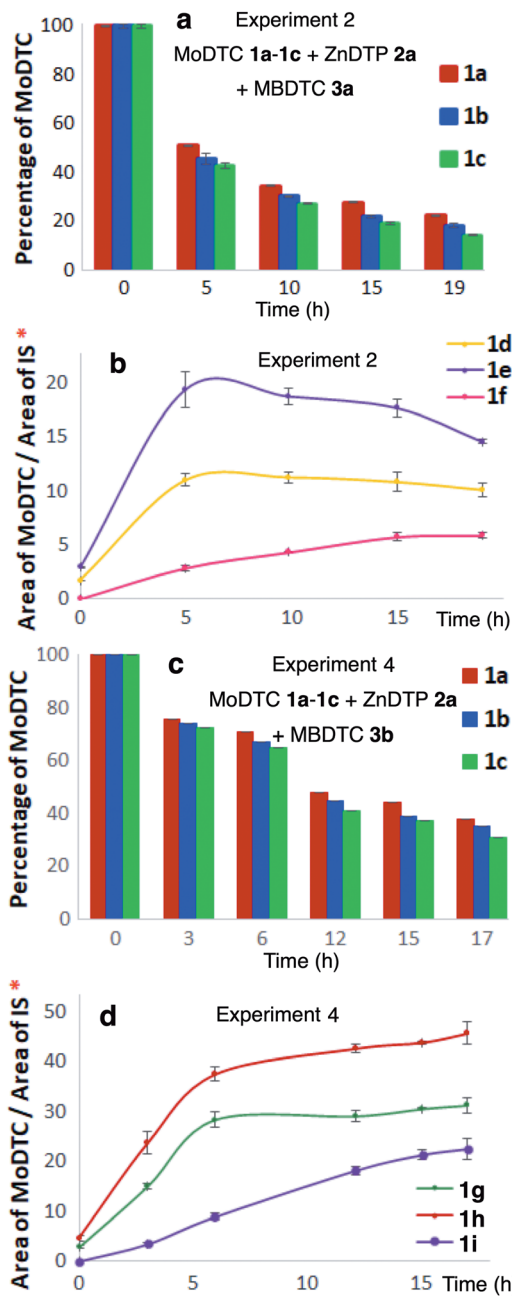 a
Experiment 2
MoDTC 1a-1c + ZnDTP 2a
+ MBDTC 3a
1a
1b
1c
Percentage of MoDTC
100
80
60
40
20
0
0 5 10 15 19
Time (h)
b
Experiment 2
1d
1e
1f
Area of MoDTC / Area of IS *
20
15
10
5
0
0 5 10 15 Time (h)
c
Experiment 4
MoDTC 1a-1c + ZnDTP 2a
+ MBDTC 3b
1a
1b
1c
Percentage of MoDTC
100
80
60
40
20
0
0 3 6 12 15 17
Time (h)
d
Experiment 4
Area of MoDTC / Area of IS *
50
40
30
20
10
0
1g
1h
1i
0 5 10 15 Time (h